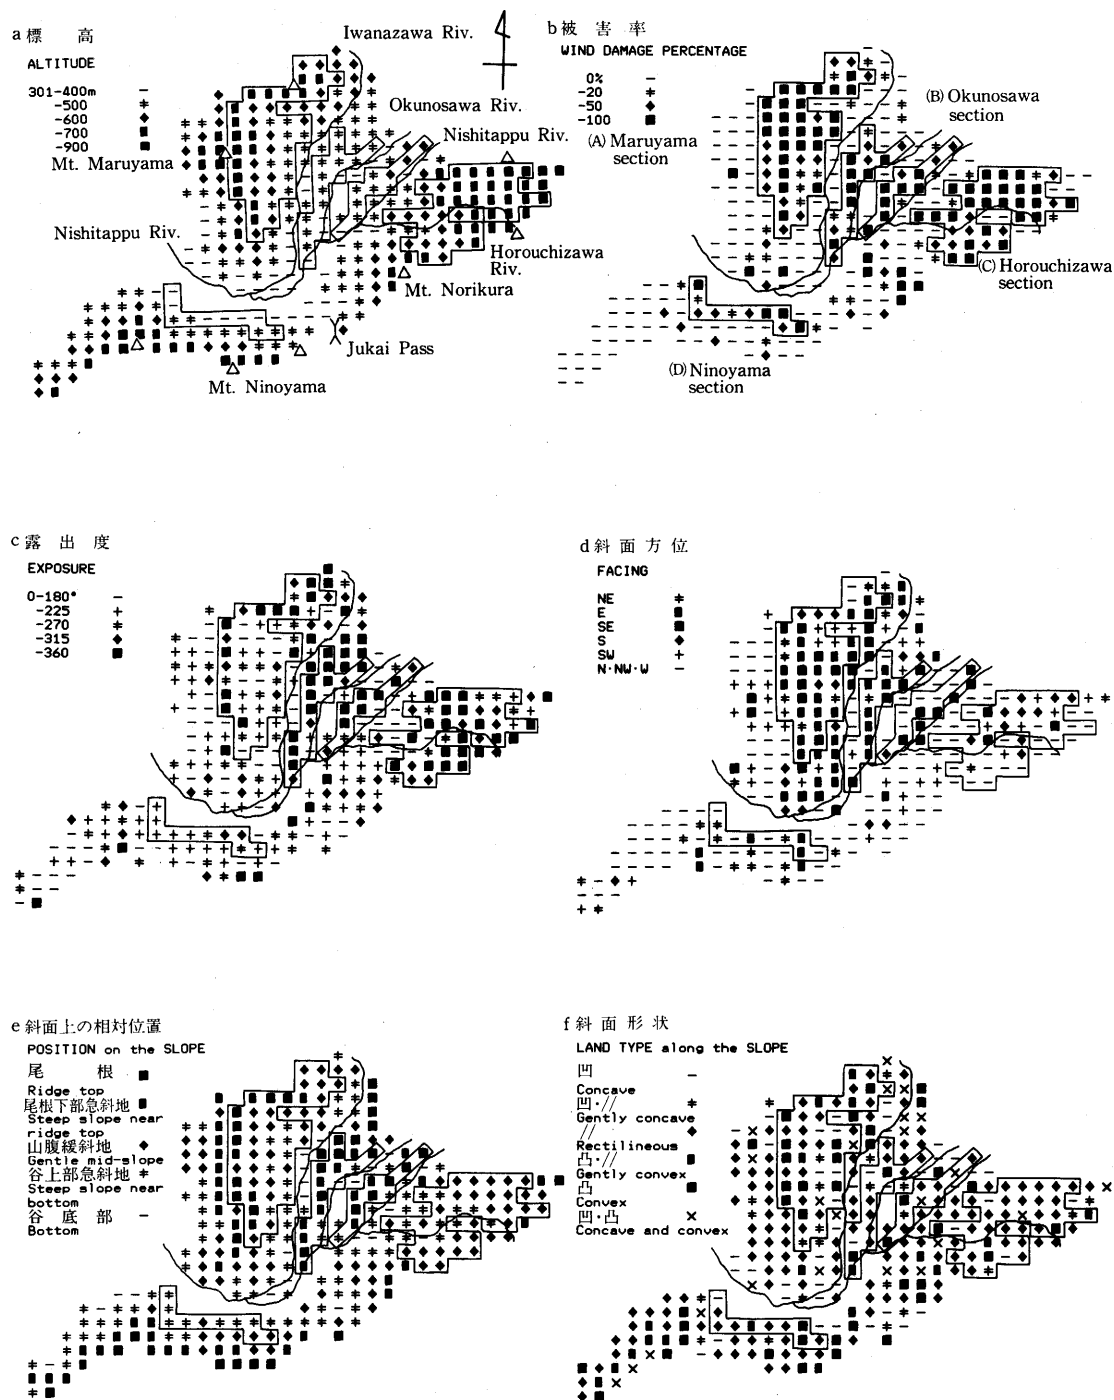 a 標 高
ALTITUDE
301-400m
-500
-600
-700
-900
Mt. Maruyama
Iwanazawa Riv.
Okunosawa Riv.
Nishitappu Riv.
Nishitappu Riv.
Horouchizawa
Riv.
Mt. Norikura
Jukai Pass
Mt. Ninoyama
b 被 害 率
WIND DAMAGE PERCENTAGE
0%
-20
-50
-100
(A) Maruyama
section
(B) Okunosawa
section
(C) Horouchizawa
section
(D) Ninoyama
section
c 露 出 度
EXPOSURE
0-180°
-225
-270
-315
-360
d 斜 面 方 位
FACING
NE
E
SE
S
SW
N·NW·W
e 斜面上の相対位置
POSITION on the SLOPE
尾 根
Ridge top
尾根下部急斜地
Steep slope near
ridge top
山腹緩斜地
Gentle mid-slope
谷上部急斜地
Steep slope near
bottom
谷 底 部
Bottom
f 斜 面 形 状
LAND TYPE along the SLOPE
凹
Concave
凹·//
Gently concave
//
Rectilineous
凸·//
Gently convex
凸
Convex
凹·凸
Concave and convex